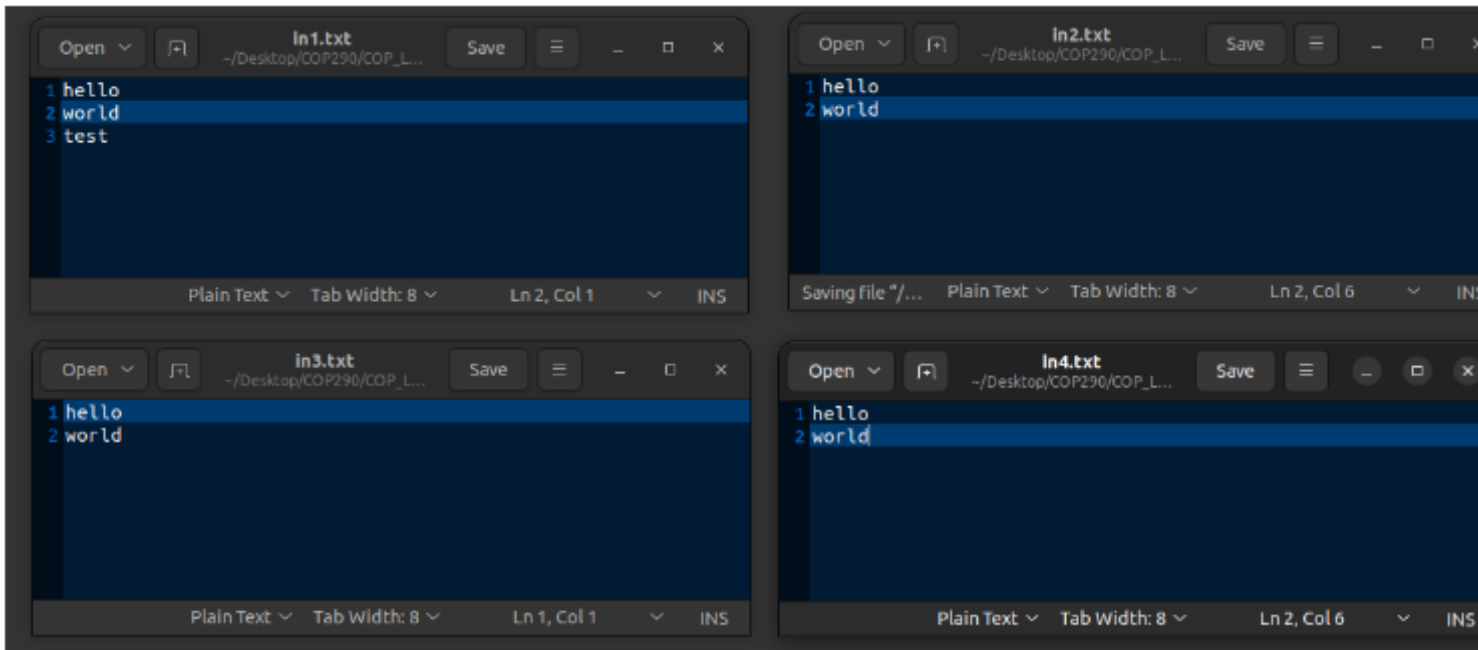 Open in1.txt Save
~/Desktop/COP290/COP_L...
1 hello
2 world
3 test
Plain Text Tab Width: 8 Ln 2, Col 1 INS
Open in2.txt Save
~/Desktop/COP290/COP_L...
1 hello
2 world
Saving file “/... Plain Text Tab Width: 8 Ln 2, Col 6 INS
Open in3.txt Save
~/Desktop/COP290/COP_L...
1 hello
2 world
Plain Text Tab Width: 8 Ln 1, Col 1 INS
Open in4.txt Save
~/Desktop/COP290/COP_L...
1 hello
2 world
Plain Text Tab Width: 8 Ln 2, Col 6 INS